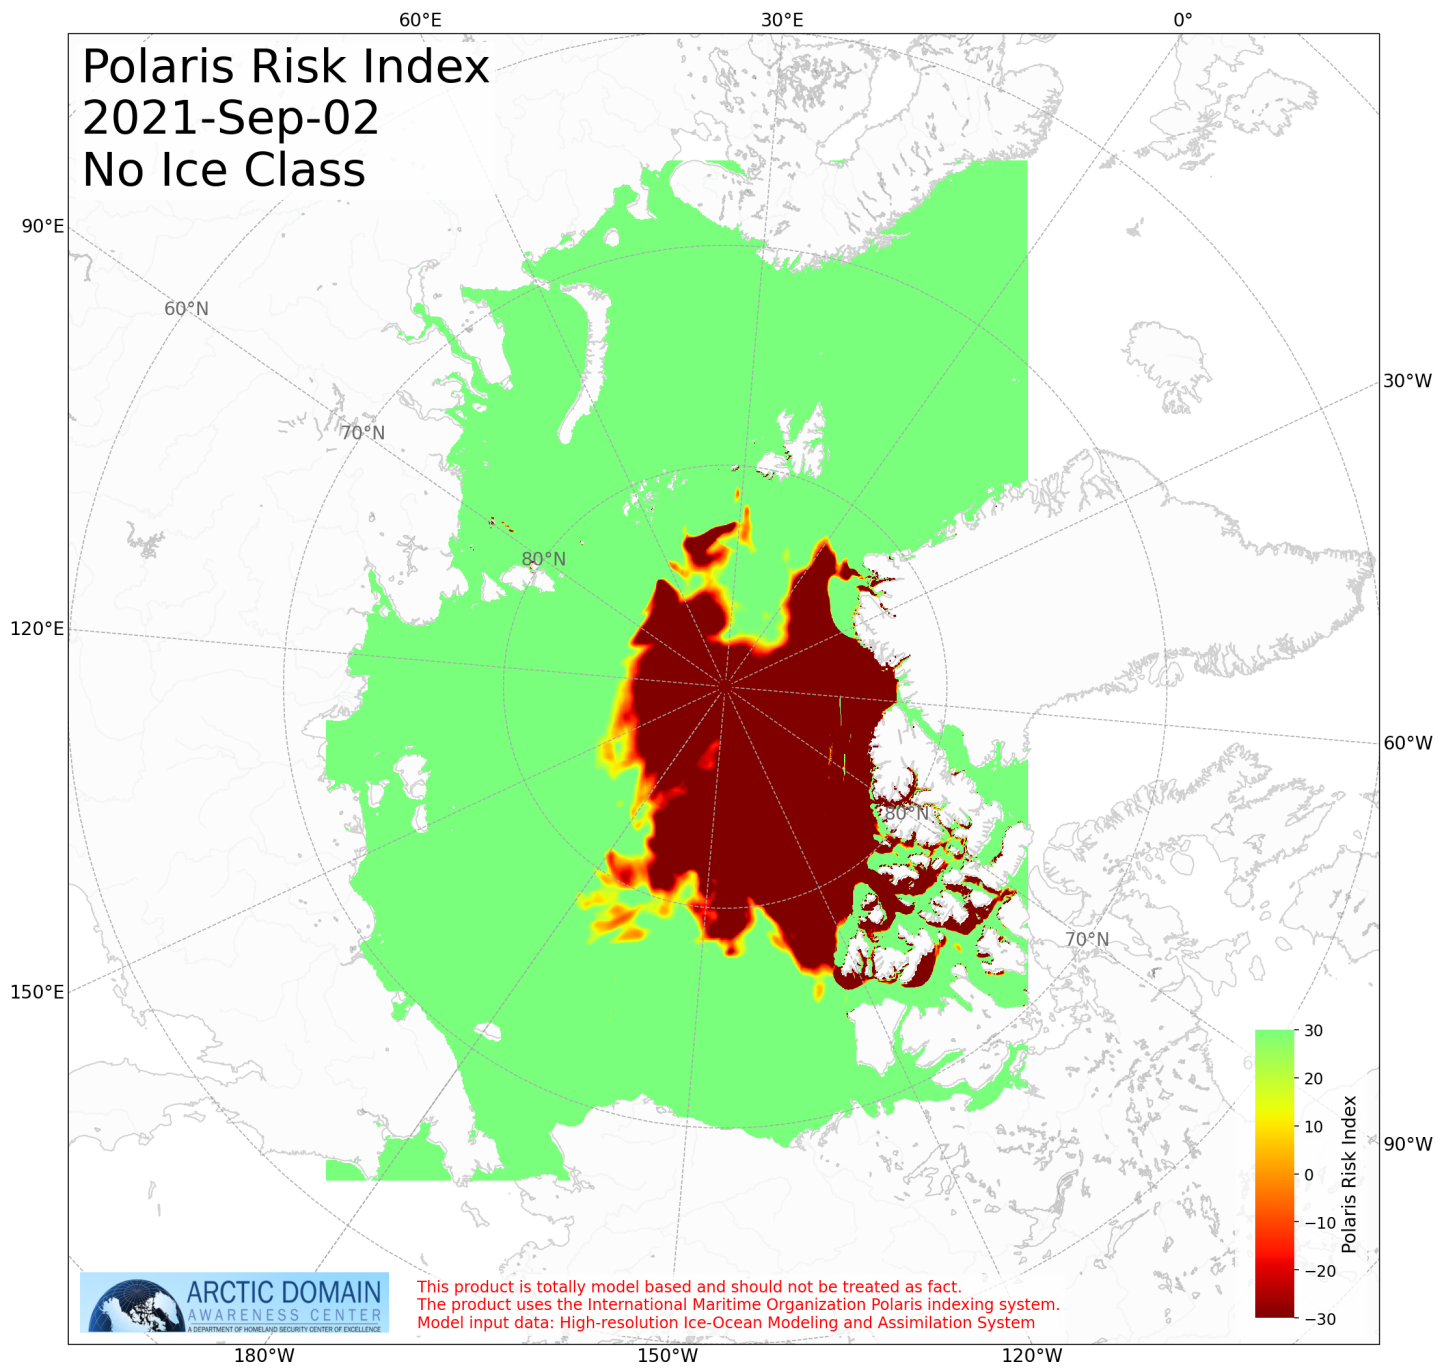 60°E 30°E 0°
Polaris Risk Index
2021-Sep-02
No Ice Class
90°E
60°N
30°W
70°N
80°N
120°E
60°W
80°N
70°N
150°E
30
20
10
0
−10
−20
−30
Polaris Risk Index
90°W
ARCTIC DOMAIN
AWARENESS CENTER
A DEPARTMENT OF HOMELAND SECURITY CENTER OF EXCELLENCE
This product is totally model based and should not be treated as fact.
The product uses the International Maritime Organization Polaris indexing system.
Model input data: High-resolution Ice-Ocean Modeling and Assimilation System
180°W 150°W 120°W